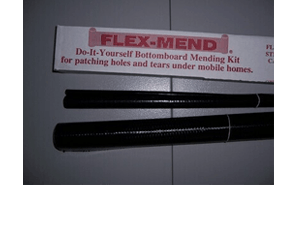 FLEX-MEND
Do-It-Yourself Bottomboard Mending Kit
for patching holes and tears under mobile homes.